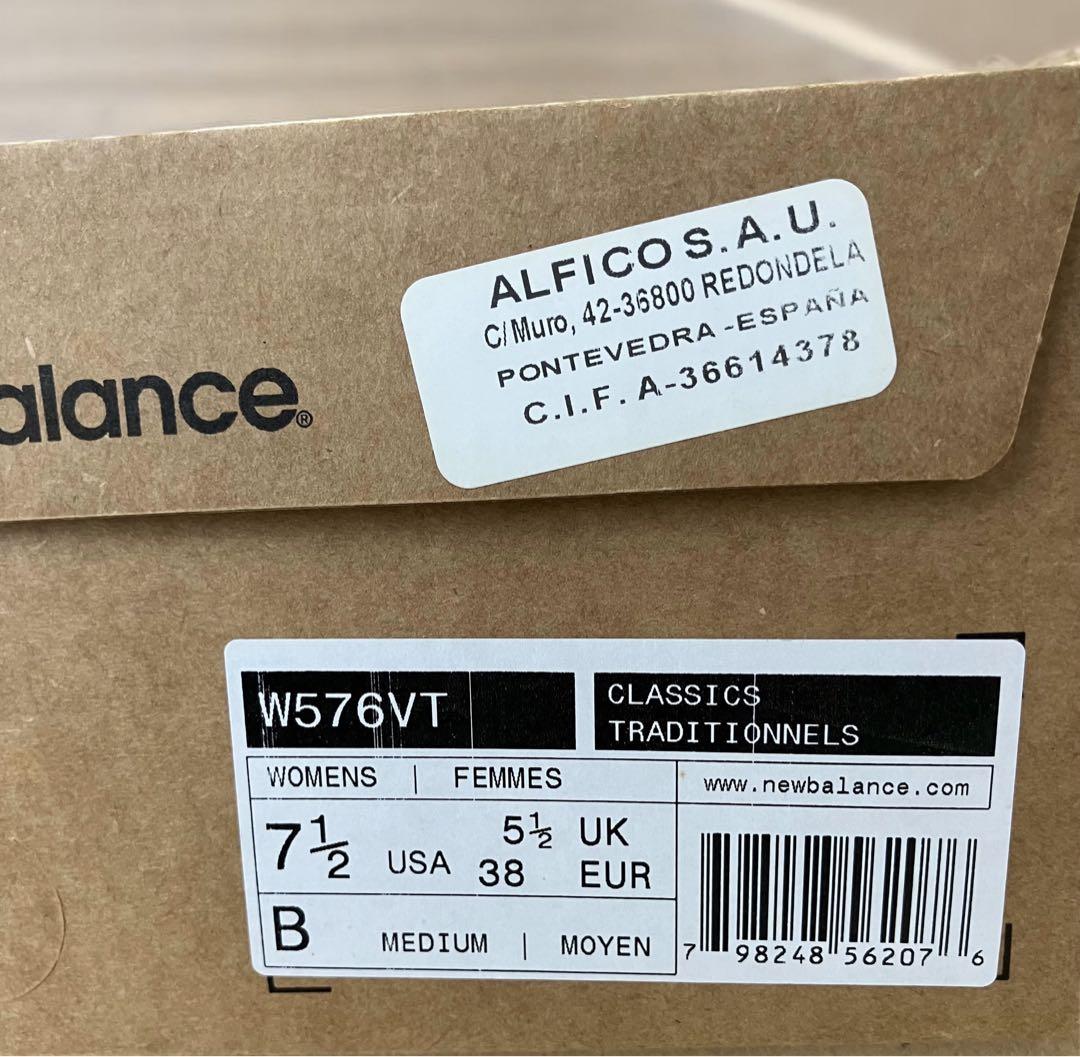 ALFICO S.A.U.
C/ Muro, 42-36800 REDONDELA
PONTEVEDRA -ESPAÑA
C.I.F. A-36614378
alance®
W576VT
CLASSICS
TRADITIONNELS
WOMENS | FEMMES
www.newbalance.com
7½ USA 5½ UK
38 EUR
B MEDIUM | MOYEN
7 98248 56207 6